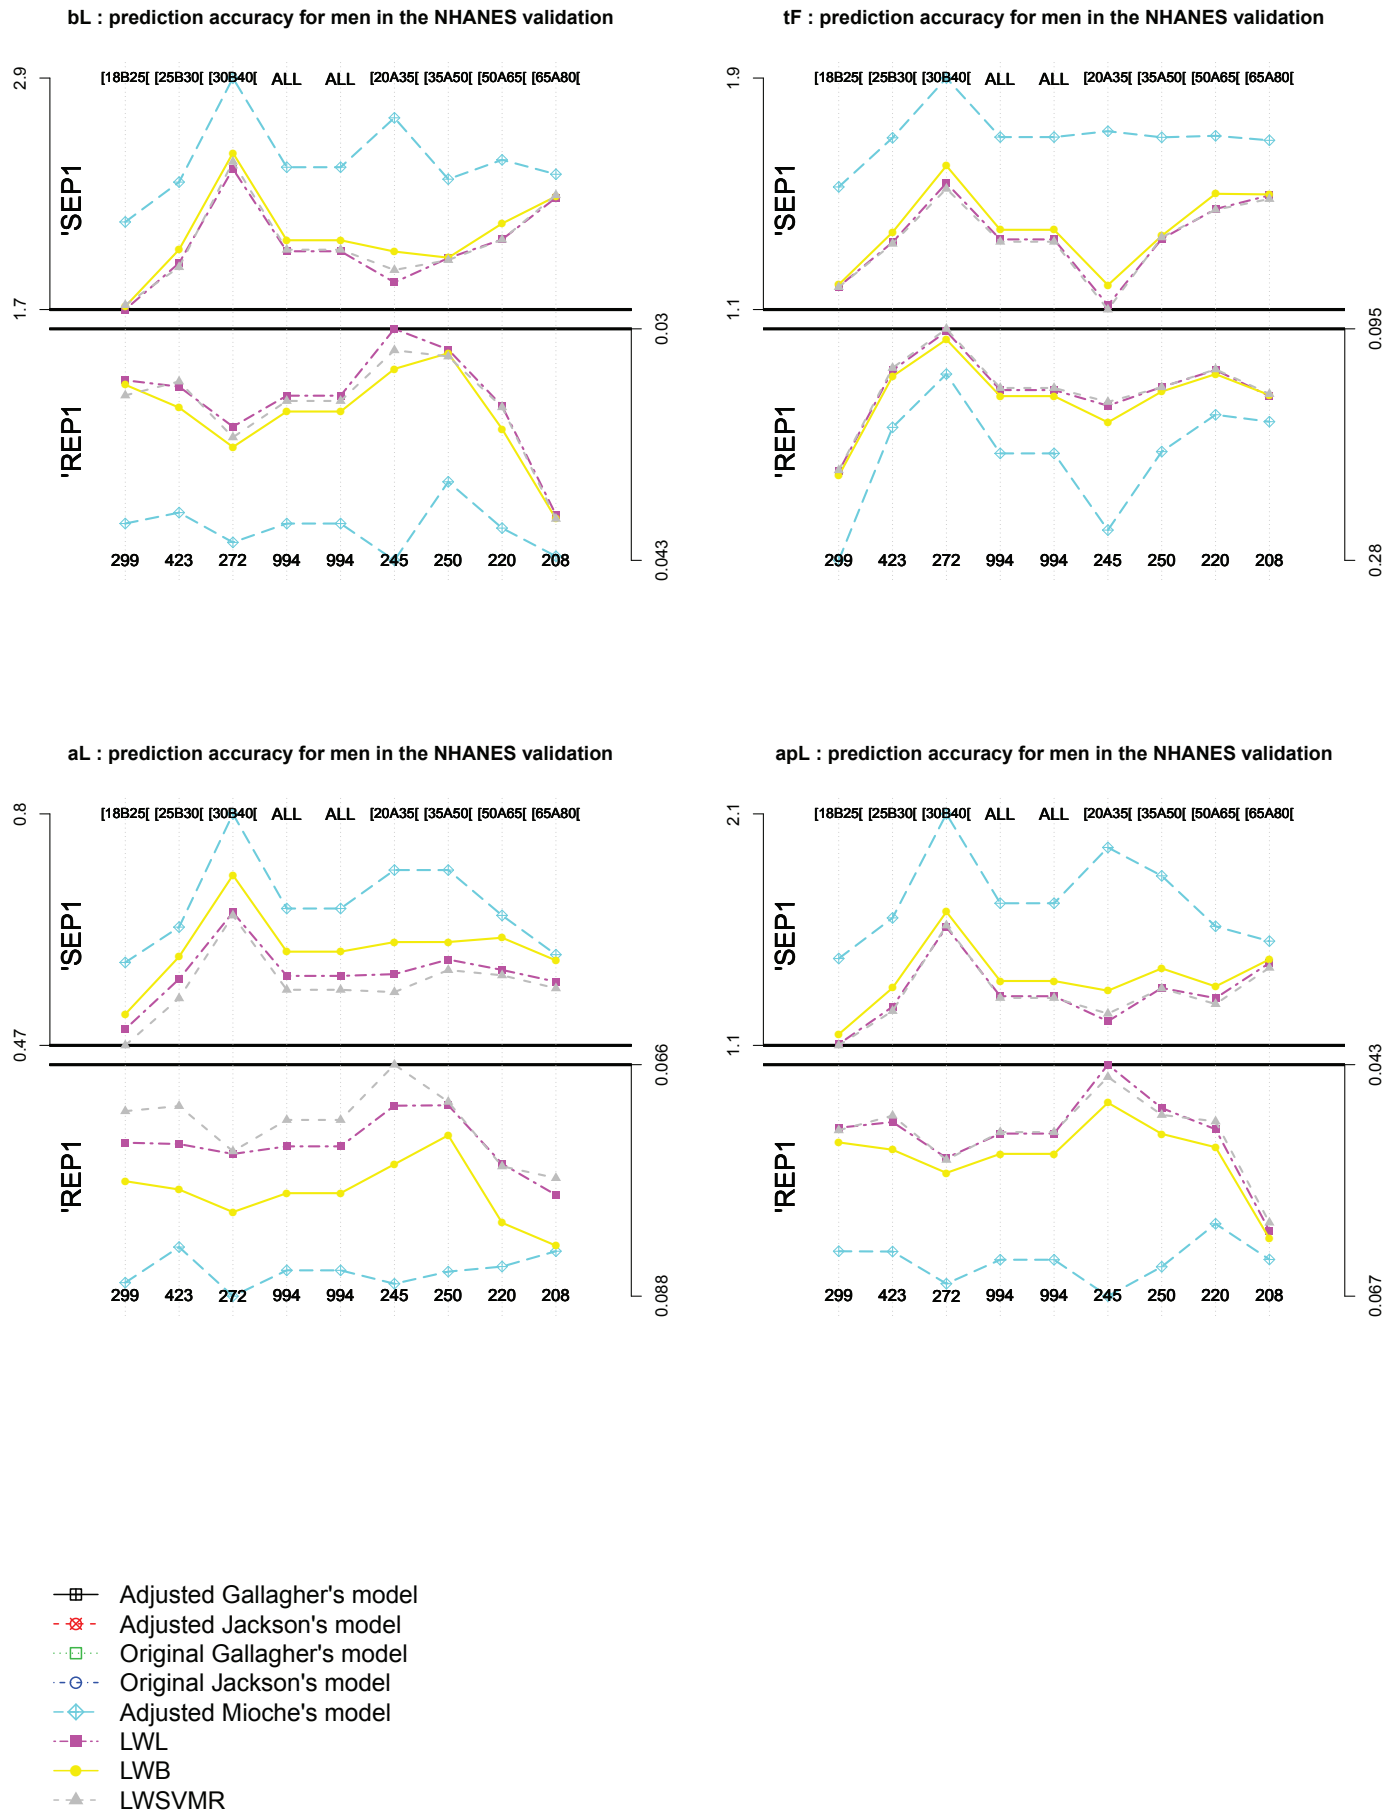 bL : prediction accuracy for men in the NHANES validation
[18B25[ [25B30[ [30B40[ ALL ALL [20A35[ [35A50[ [50A65[ [65A80[
2.9
'SEP1
1.7
0.03
'REP1
0.043
299 423 272 994 994 245 250 220 208
tF : prediction accuracy for men in the NHANES validation
[18B25[ [25B30[ [30B40[ ALL ALL [20A35[ [35A50[ [50A65[ [65A80[
1.9
'SEP1
1.1
0.095
'REP1
0.28
299 423 272 994 994 245 250 220 208
aL : prediction accuracy for men in the NHANES validation
[18B25[ [25B30[ [30B40[ ALL ALL [20A35[ [35A50[ [50A65[ [65A80[
0.8
'SEP1
0.47
0.066
'REP1
0.088
299 423 272 994 994 245 250 220 208
apL : prediction accuracy for men in the NHANES validation
[18B25[ [25B30[ [30B40[ ALL ALL [20A35[ [35A50[ [50A65[ [65A80[
2.1
'SEP1
1.1
0.043
'REP1
0.067
299 423 272 994 994 245 250 220 208
Adjusted Gallagher's model
Adjusted Jackson's model
Original Gallagher's model
Original Jackson's model
Adjusted Mioche's model
LWL
LWB
LWSVMR